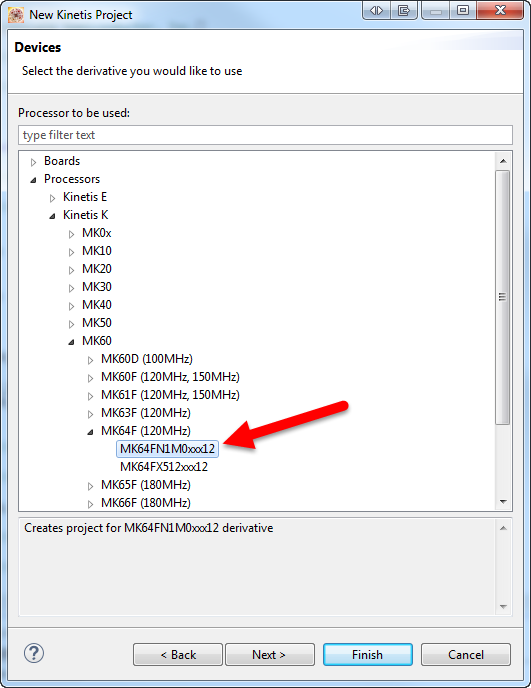 New Kinetis Project
Devices
Select the derivative you would like to use
Processor to be used:
type filter text
Boards
Processors
Kinetis E
Kinetis K
MK0x
MK10
MK20
MK30
MK40
MK50
MK60
MK60D (100MHz)
MK60F (120MHz, 150MHz)
MK61F (120MHz, 150MHz)
MK63F (120MHz)
MK64F (120MHz)
MK64FN1M0xxx12
MK64FX512xxx12
MK65F (180MHz)
MK66F (180MHz)
Creates project for MK64FN1M0xxx12 derivative
? < Back Next > Finish Cancel